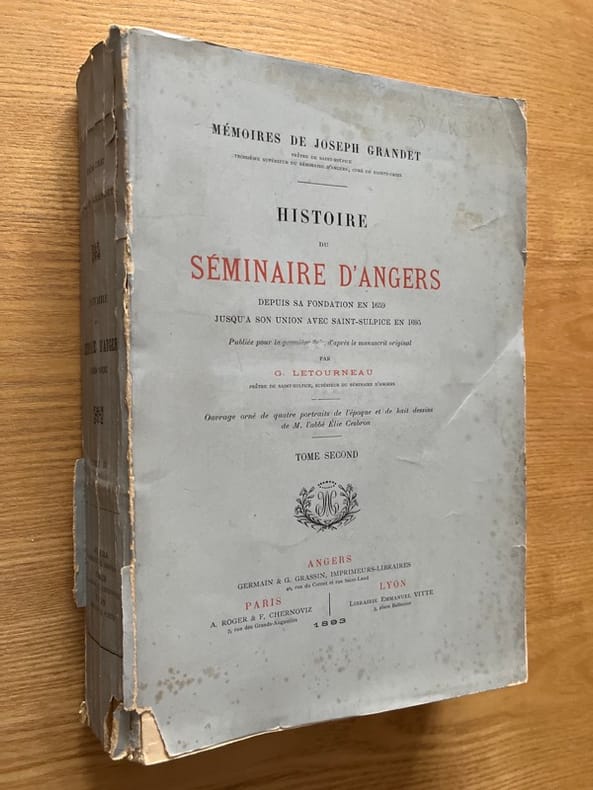 MÉMOIRES DE JOSEPH GRANDET
PRÊTRE DE SAINT-SULPICE
TROISIÈME SUPÉRIEUR DU SÉMINAIRE D'ANGERS, CURÉ DE SAINTE-CROIX
HISTOIRE
DU
SÉMINAIRE D'ANGERS
DEPUIS SA FONDATION EN 1659
JUSQU'A SON UNION AVEC SAINT-SULPICE EN 1695
Publiée pour la première fois, d'après le manuscrit original
PAR
G. LETOURNEAU
PRÊTRE DE SAINT-SULPICE, SUPÉRIEUR DU SÉMINAIRE D'ANGERS
Ouvrage orné de quatre portraits de l'époque et de huit dessins
de M. l'abbé Élie Cesbron
TOME SECOND
ANGERS
GERMAIN & G. GRASSIN, IMPRIMEURS-LIBRAIRES
rue du Cornet et rue Saint-Laud
PARIS
A. ROGER & F. CHERNOVIZ
7, rue des Grands-Augustins
LYON
LIBRAIRIE EMMANUEL VITTE
3, place Bellecour
1893